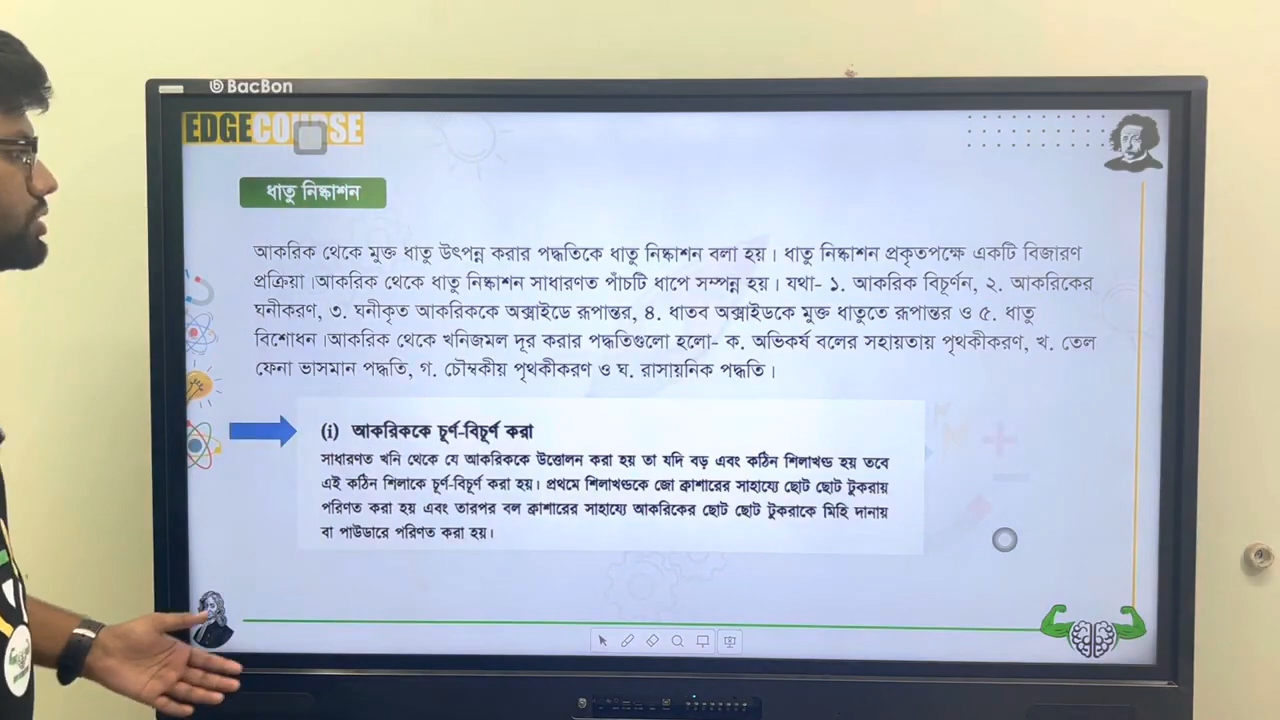 BacBon
EDGECOURSE
ধাতু নিষ্কাশন
আকরিক থেকে মুক্ত ধাতু উৎপন্ন করার পদ্ধতিকে ধাতু নিষ্কাশন বলা হয়। ধাতু নিষ্কাশন প্রকৃতপক্ষে একটি বিজারণ
প্রক্রিয়া।আকরিক থেকে ধাতু নিষ্কাশন সাধারণত পাঁচটি ধাপে সম্পন্ন হয়। যথা- ১. আকরিক বিচূর্ণন, ২. আকরিকের
ঘনীকরণ, ৩. ঘনীকৃত আকরিককে অক্সাইডে রূপান্তর, ৪. ধাতব অক্সাইডকে মুক্ত ধাতুতে রূপান্তর ও ৫. ধাতু
বিশোধন।আকরিক থেকে খনিজমল দূর করার পদ্ধতিগুলো হলো- ক. অভিকর্ষ বলের সহায়তায় পৃথকীকরণ, খ. তেল
ফেনা ভাসমান পদ্ধতি, গ. চৌম্বকীয় পৃথকীকরণ ও ঘ. রাসায়নিক পদ্ধতি।
(i) আকরিককে চূর্ণ-বিচূর্ণ করা
সাধারণত খনি থেকে যে আকরিককে উত্তোলন করা হয় তা যদি বড় এবং কঠিন শিলাখন্ড হয় তবে
এই কঠিন শিলাকে চূর্ণ-বিচূর্ণ করা হয়। প্রথমে শিলাখন্ডকে জো ক্রাশারের সাহায্যে ছোট ছোট টুকরায়
পরিণত করা হয় এবং তারপর বল ক্রাশারের সাহায্যে আকরিকের ছোট ছোট টুকরাকে মিহি দানায়
বা পাউডারে পরিণত করা হয়।